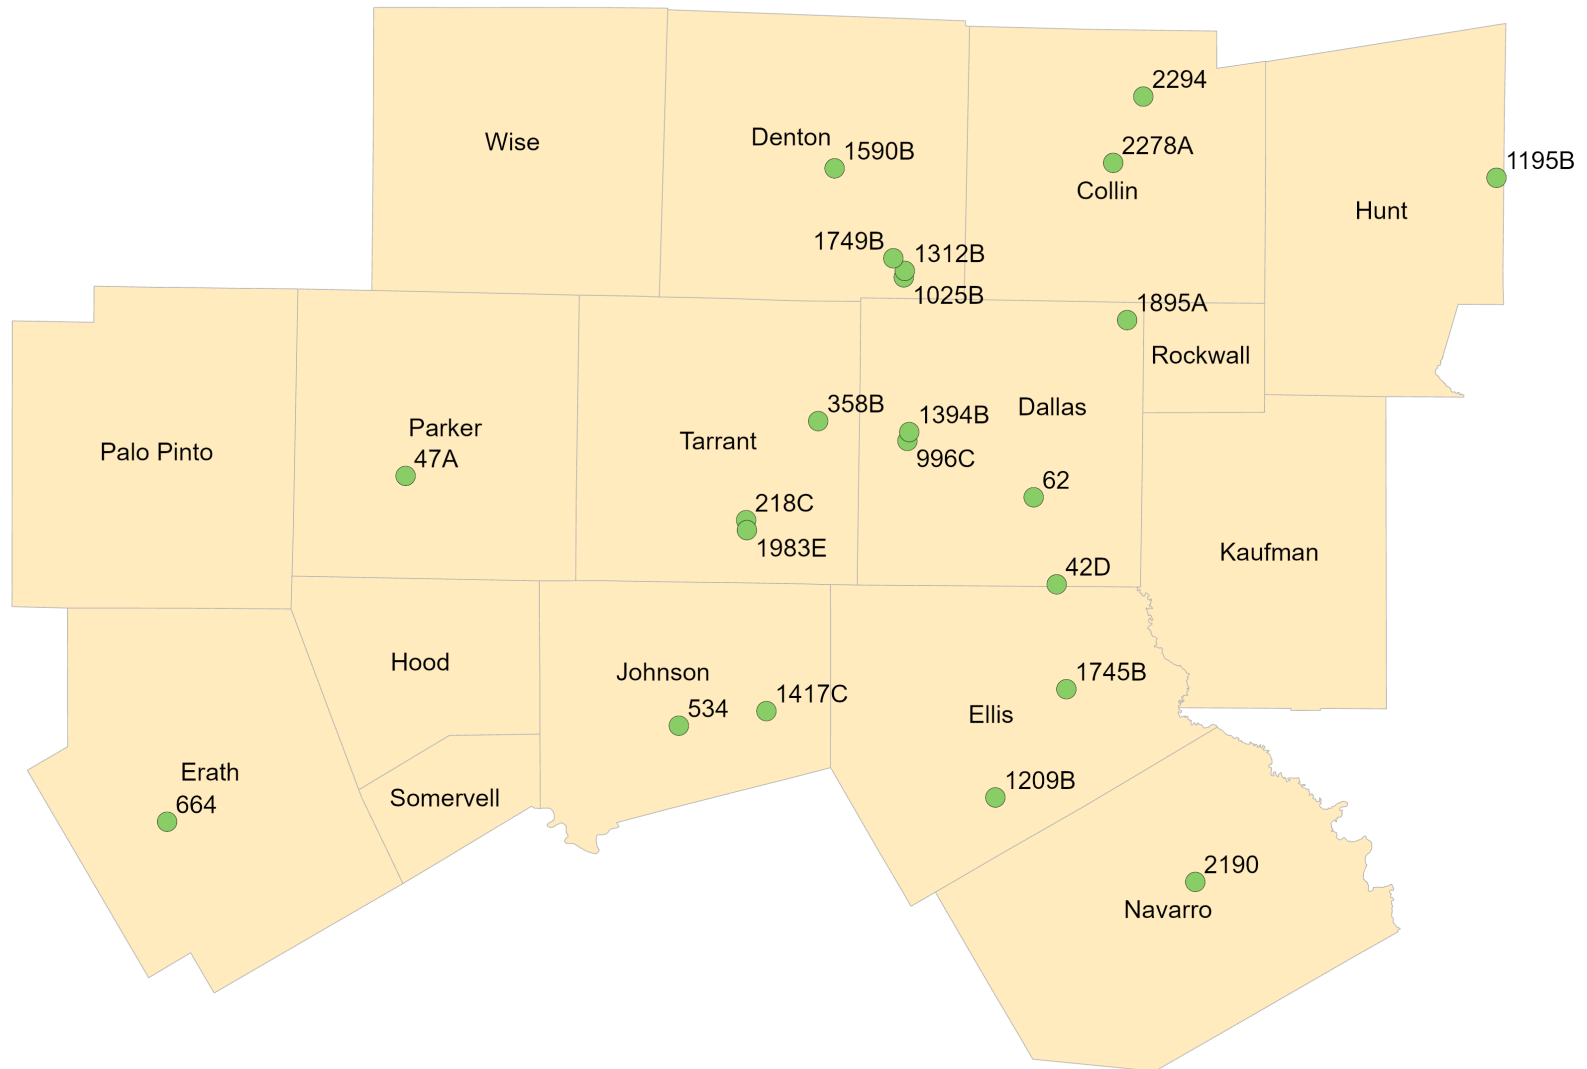 2294
Wise
Denton
1590B
2278A
Collin
1195B
Hunt
1749B
1312B
1025B
1895A
Rockwall
358B
1394B
Dallas
Parker
47A
Tarrant
996C
Palo Pinto
62
218C
1983E
Kaufman
42D
Hood
Johnson
534
1417C
1745B
Ellis
Erath
664
Somervell
1209B
2190
Navarro